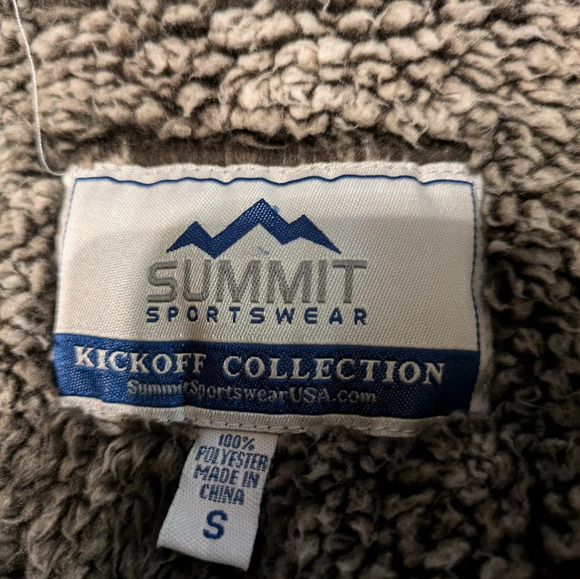 SUMMIT
SPORTSWEAR
KICKOFF COLLECTION
SummitSportswearUSA.com
100%
POLYESTER
MADE IN
CHINA
S